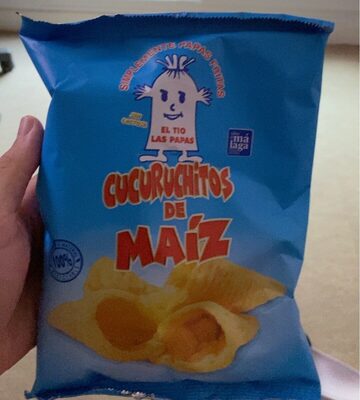 SIMPLEMENTE PAPAS FRITAS
EL TIO
LAS PAPAS
málaga
CUCURUCHITOS
DE
MAÍZ
100%